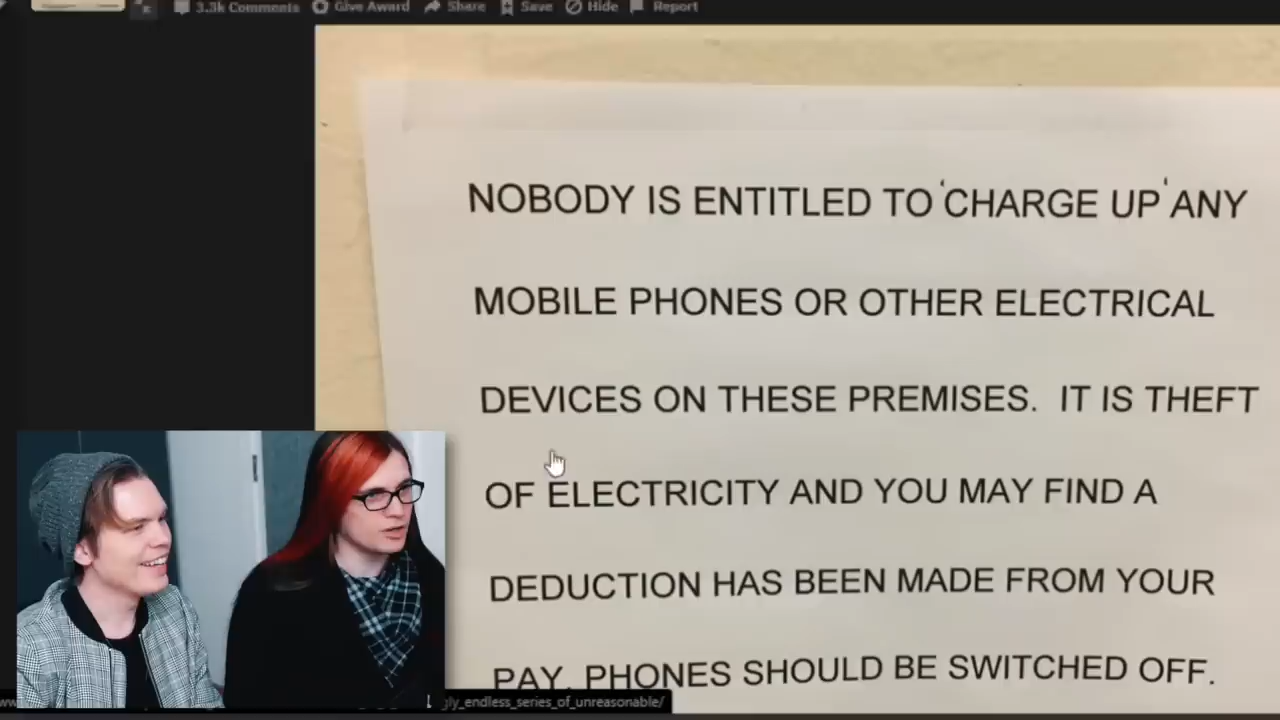 3.3k Comments Give Award Share Save Hide Report
NOBODY IS ENTITLED TO 'CHARGE UP' ANY
MOBILE PHONES OR OTHER ELECTRICAL
DEVICES ON THESE PREMISES. IT IS THEFT
OF ELECTRICITY AND YOU MAY FIND A
DEDUCTION HAS BEEN MADE FROM YOUR
PAY. PHONES SHOULD BE SWITCHED OFF.
gly_endless_series_of_unreasonable/